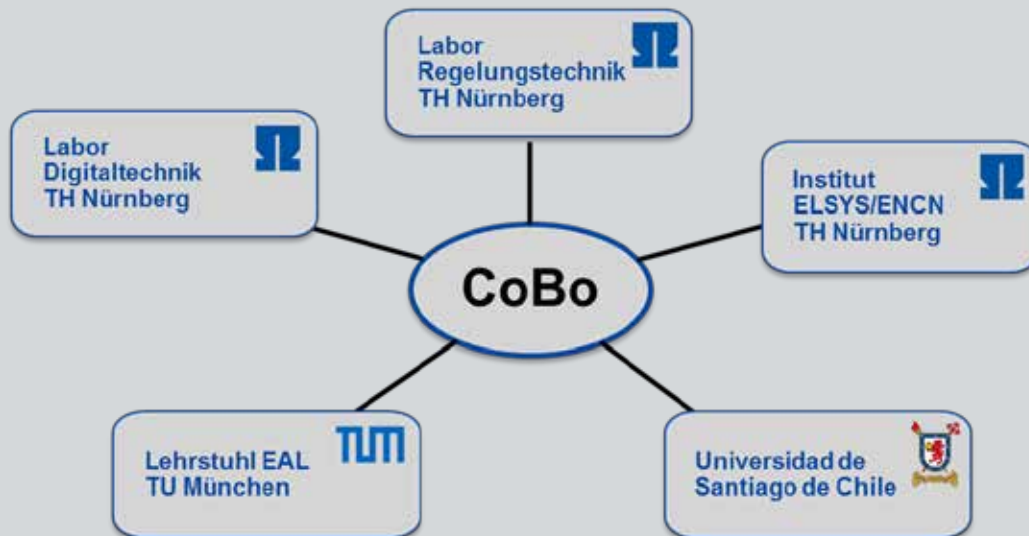 Labor
Regelungstechnik
TH Nürnberg
Labor
Digitaltechnik
TH Nürnberg
Institut
ELSYS/ENCN
TH Nürnberg
CoBo
Lehrstuhl EAL
TU München
TUM
Universidad de
Santiago de Chile